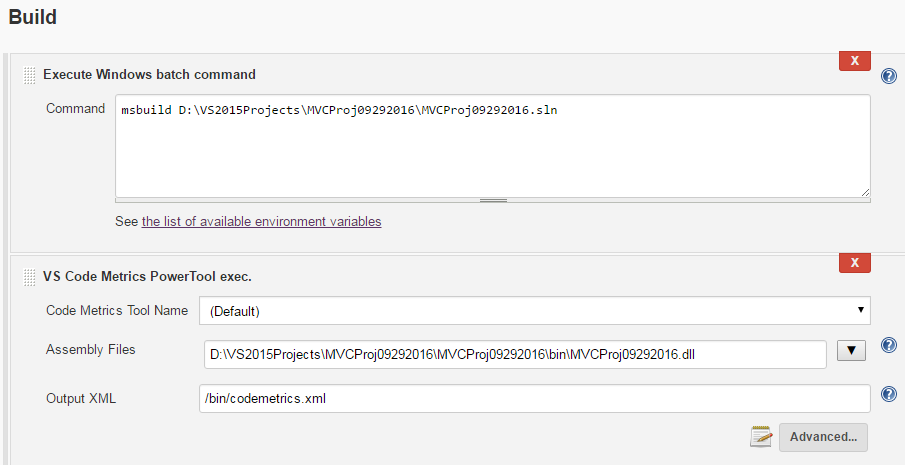 Build
Execute Windows batch command
X
Command
msbuild D:\VS2015Projects\MVCProj09292016\MVCProj09292016.sln
See the list of available environment variables
X
VS Code Metrics PowerTool exec.
Code Metrics Tool Name
(Default)
Assembly Files
D:\VS2015Projects\MVCProj09292016\MVCProj09292016\bin\MVCProj09292016.dll
Output XML
/bin/codemetrics.xml
Advanced...